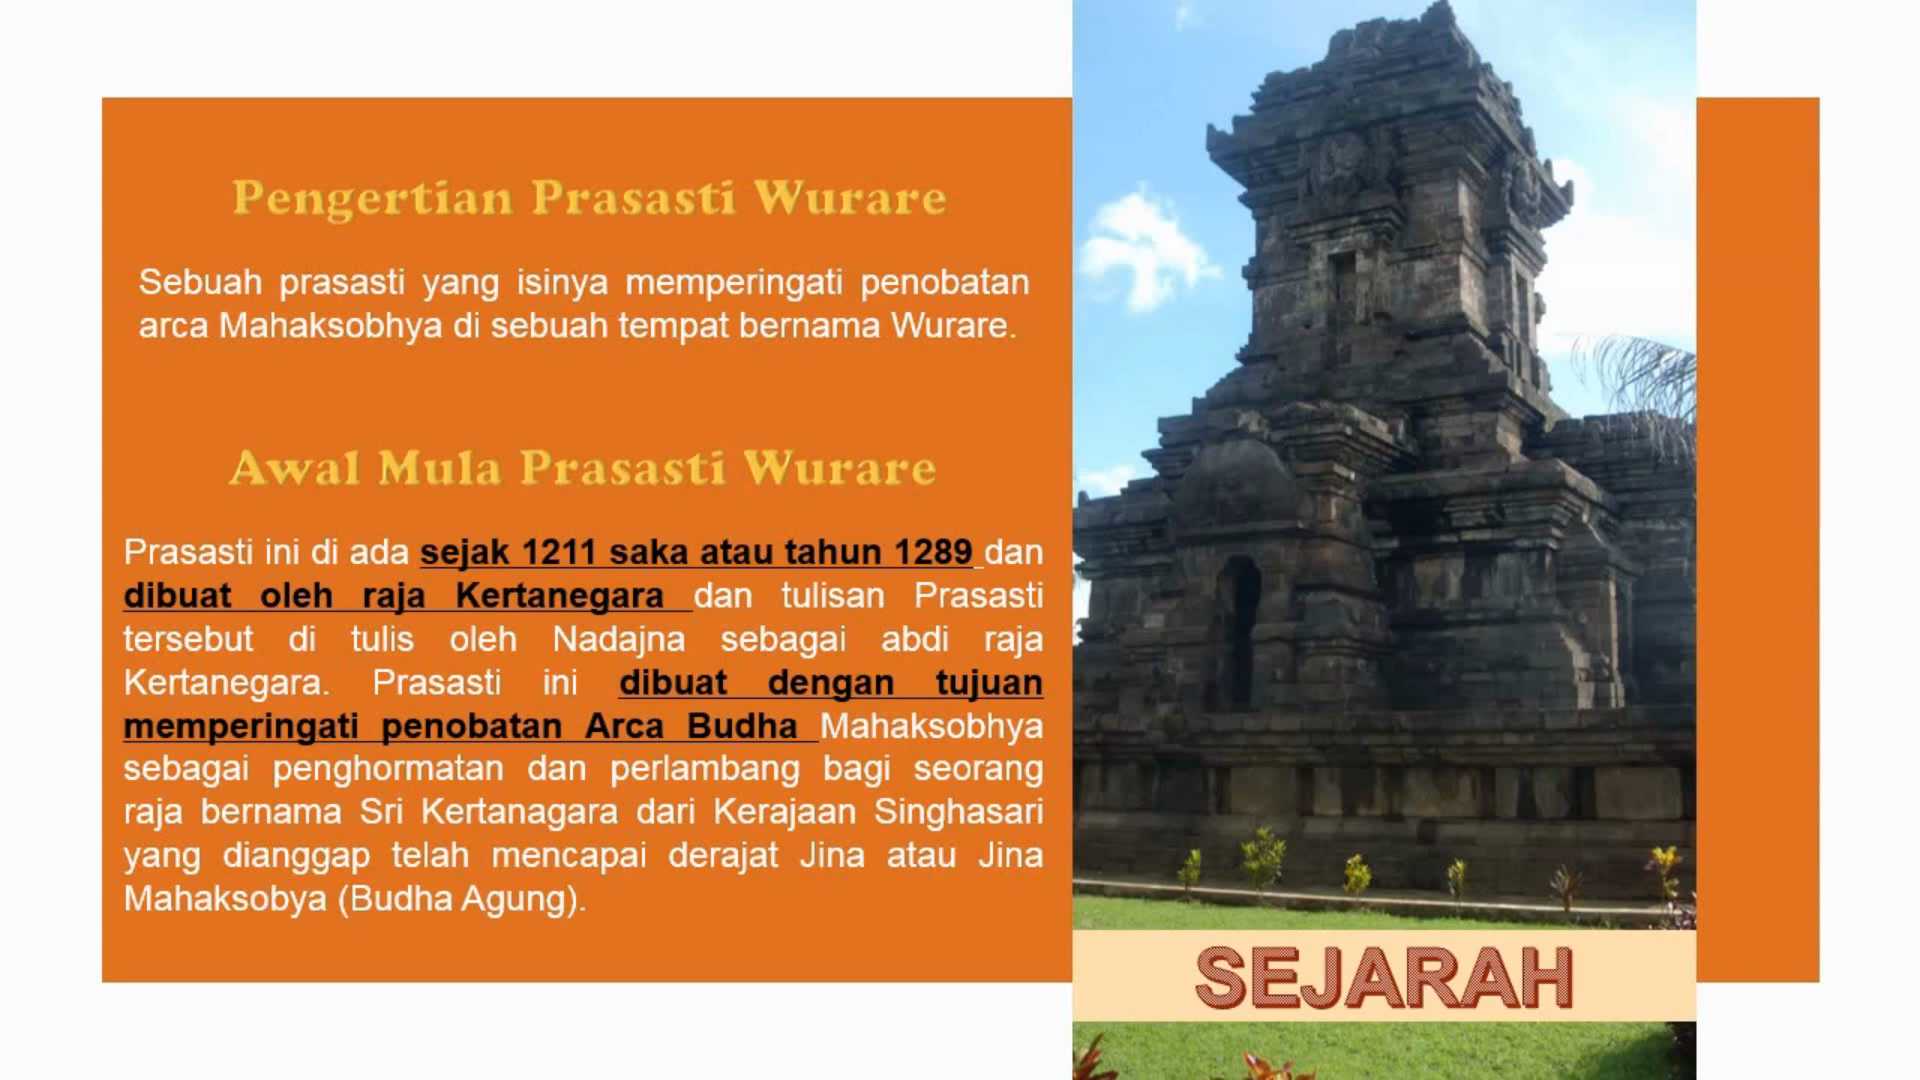 Pengertian Prasasti Wurare
Sebuah prasasti yang isinya memperingati penobatan
arca Mahaksobhya di sebuah tempat bernama Wurare.
Awal Mula Prasasti Wurare
Prasasti ini di ada sejak 1211 saka atau tahun 1289 dan
dibuat oleh raja Kertanegara dan tulisan Prasasti
tersebut di tulis oleh Nadajna sebagai abdi raja
Kertanegara. Prasasti ini dibuat dengan tujuan
memperingati penobatan Arca Budha Mahaksobhya
sebagai penghormatan dan perlambang bagi seorang
raja bernama Sri Kertanagara dari Kerajaan Singhasari
yang dianggap telah mencapai derajat Jina atau Jina
Mahaksobya (Budha Agung).
SEJARAH